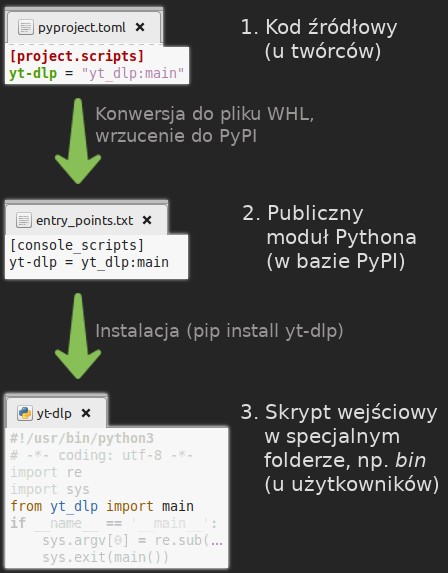 pyproject.toml ×
[project.scripts]
yt-dlp = "yt_dlp:main"
1. Kod źródłowy
(u twórców)
Konwersja do pliku WHL,
wrzucenie do PyPI
entry_points.txt ×
[console_scripts]
yt-dlp = yt_dlp:main
2. Publiczny
moduł Pythona
(w bazie PyPI)
Instalacja (pip install yt-dlp)
yt-dlp ×
#!/usr/bin/python3
# -*- coding: utf-8 -*-
import re
import sys
from yt_dlp import main
if __name__ == '__main__':
sys.argv[0] = re.sub(...
sys.exit(main())
3. Skrypt wejściowy
w specjalnym
folderze, np. bin
(u użytkowników)